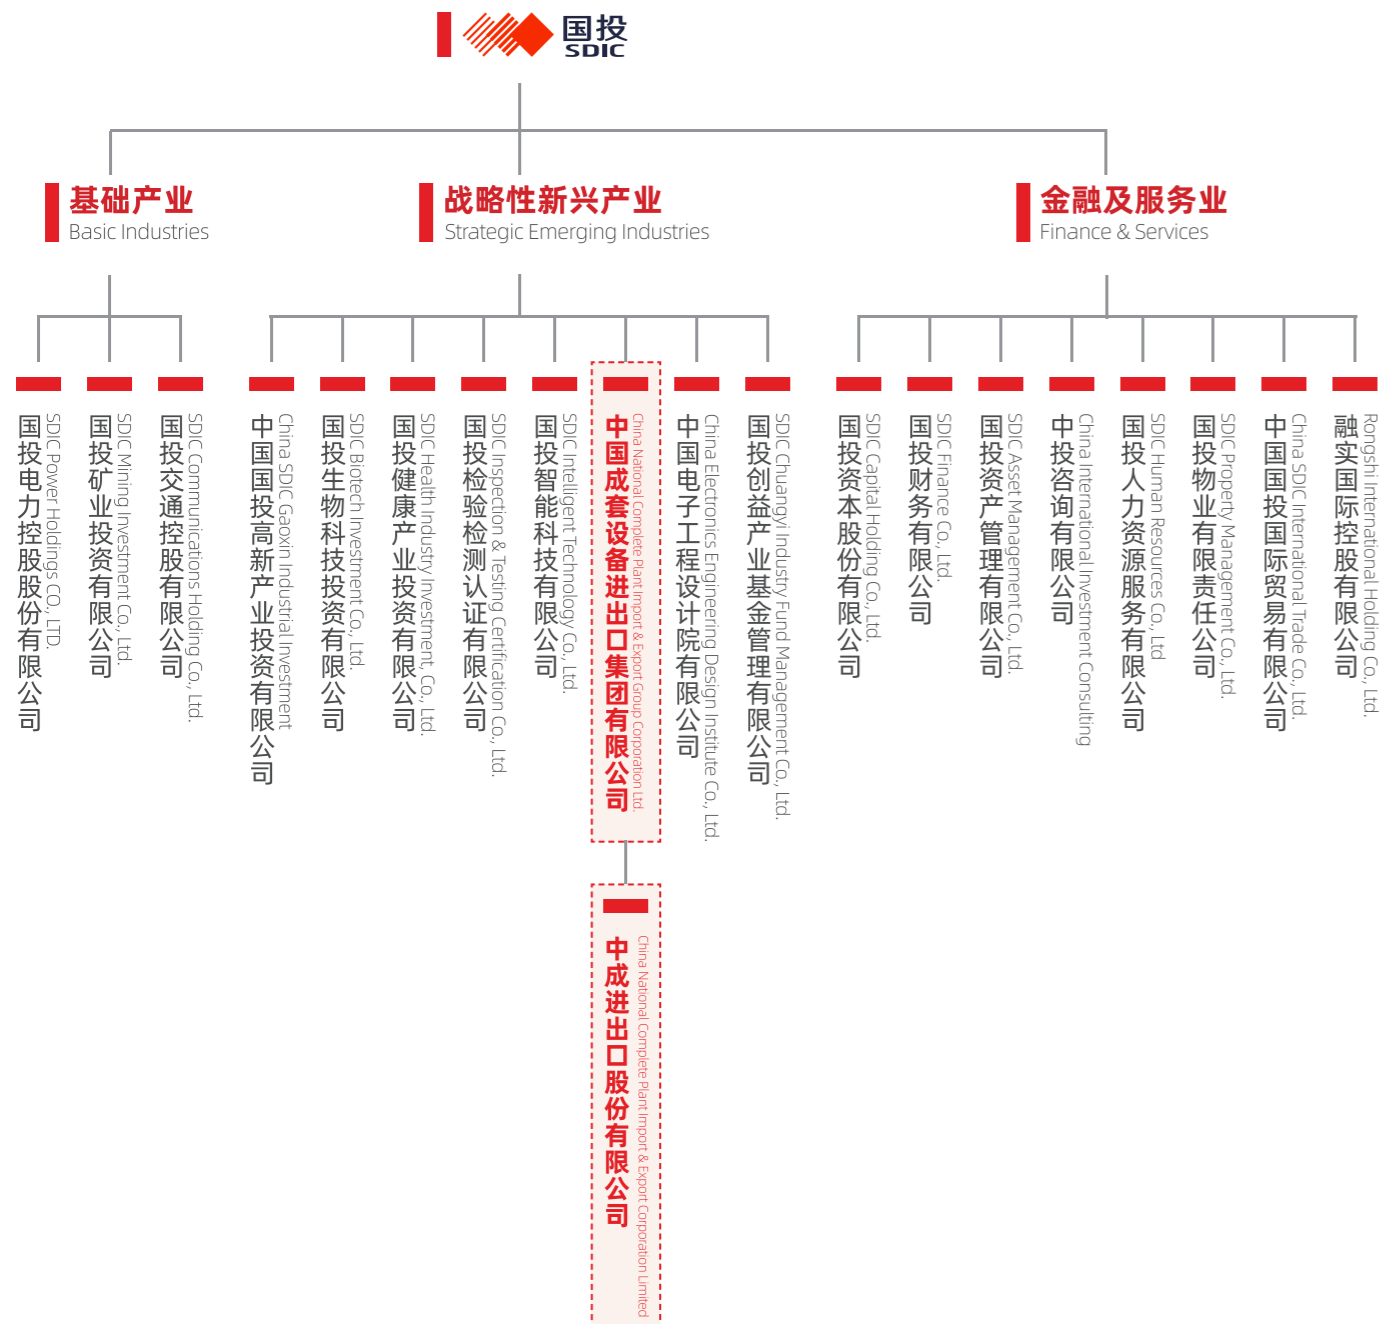 国投
SDIC
基础产业
Basic Industries
战略性新兴产业
Strategic Emerging Industries
金融及服务业
Finance & Services
国投电力控股股份有限公司
SDIC Power Holdings CO., LTD.
国投矿业投资有限公司
SDIC Mining Investment Co., Ltd.
国投交通控股有限公司
SDIC Communications Holding Co., Ltd.
中国国投高新产业投资有限公司
China SDIC Gaoxin Industrial Investment
国投生物科技投资有限公司
SDIC Biotech Investment Co., Ltd.
国投健康产业投资有限公司
SDIC Health Industry Investment, Co., Ltd.
国投检验检测认证有限公司
SDIC Inspection & Testing Certification Co., Ltd.
国投智能科技有限公司
SDIC Intelligent Technology Co., Ltd.
中国成套设备进出口集团有限公司
China National Complete Plant Import & Export Group Corporation Ltd.
中国电子工程设计院有限公司
China Electronics Engineering Design Institute Co., Ltd.
国投创益产业基金管理有限公司
SDIC Chuangyi Industry Fund Management Co., Ltd.
国投资本股份有限公司
SDIC Capital Holding Co., Ltd.
国投财务有限公司
SDIC Finance Co., Ltd.
国投资产管理有限公司
SDIC Asset Management Co., Ltd.
中投咨询有限公司
China International Investment Consulting
国投人力资源服务有限公司
SDIC Human Resources Co., Ltd
国投物业有限责任公司
SDIC Property Management Co., Ltd.
中国国投国际贸易有限公司
China SDIC International Trade Co., Ltd.
融实国际控股有限公司
Rongshi International Holding Co., Ltd.
中成进出口股份有限公司
China National Complete Plant Import & Export Corporation Limited